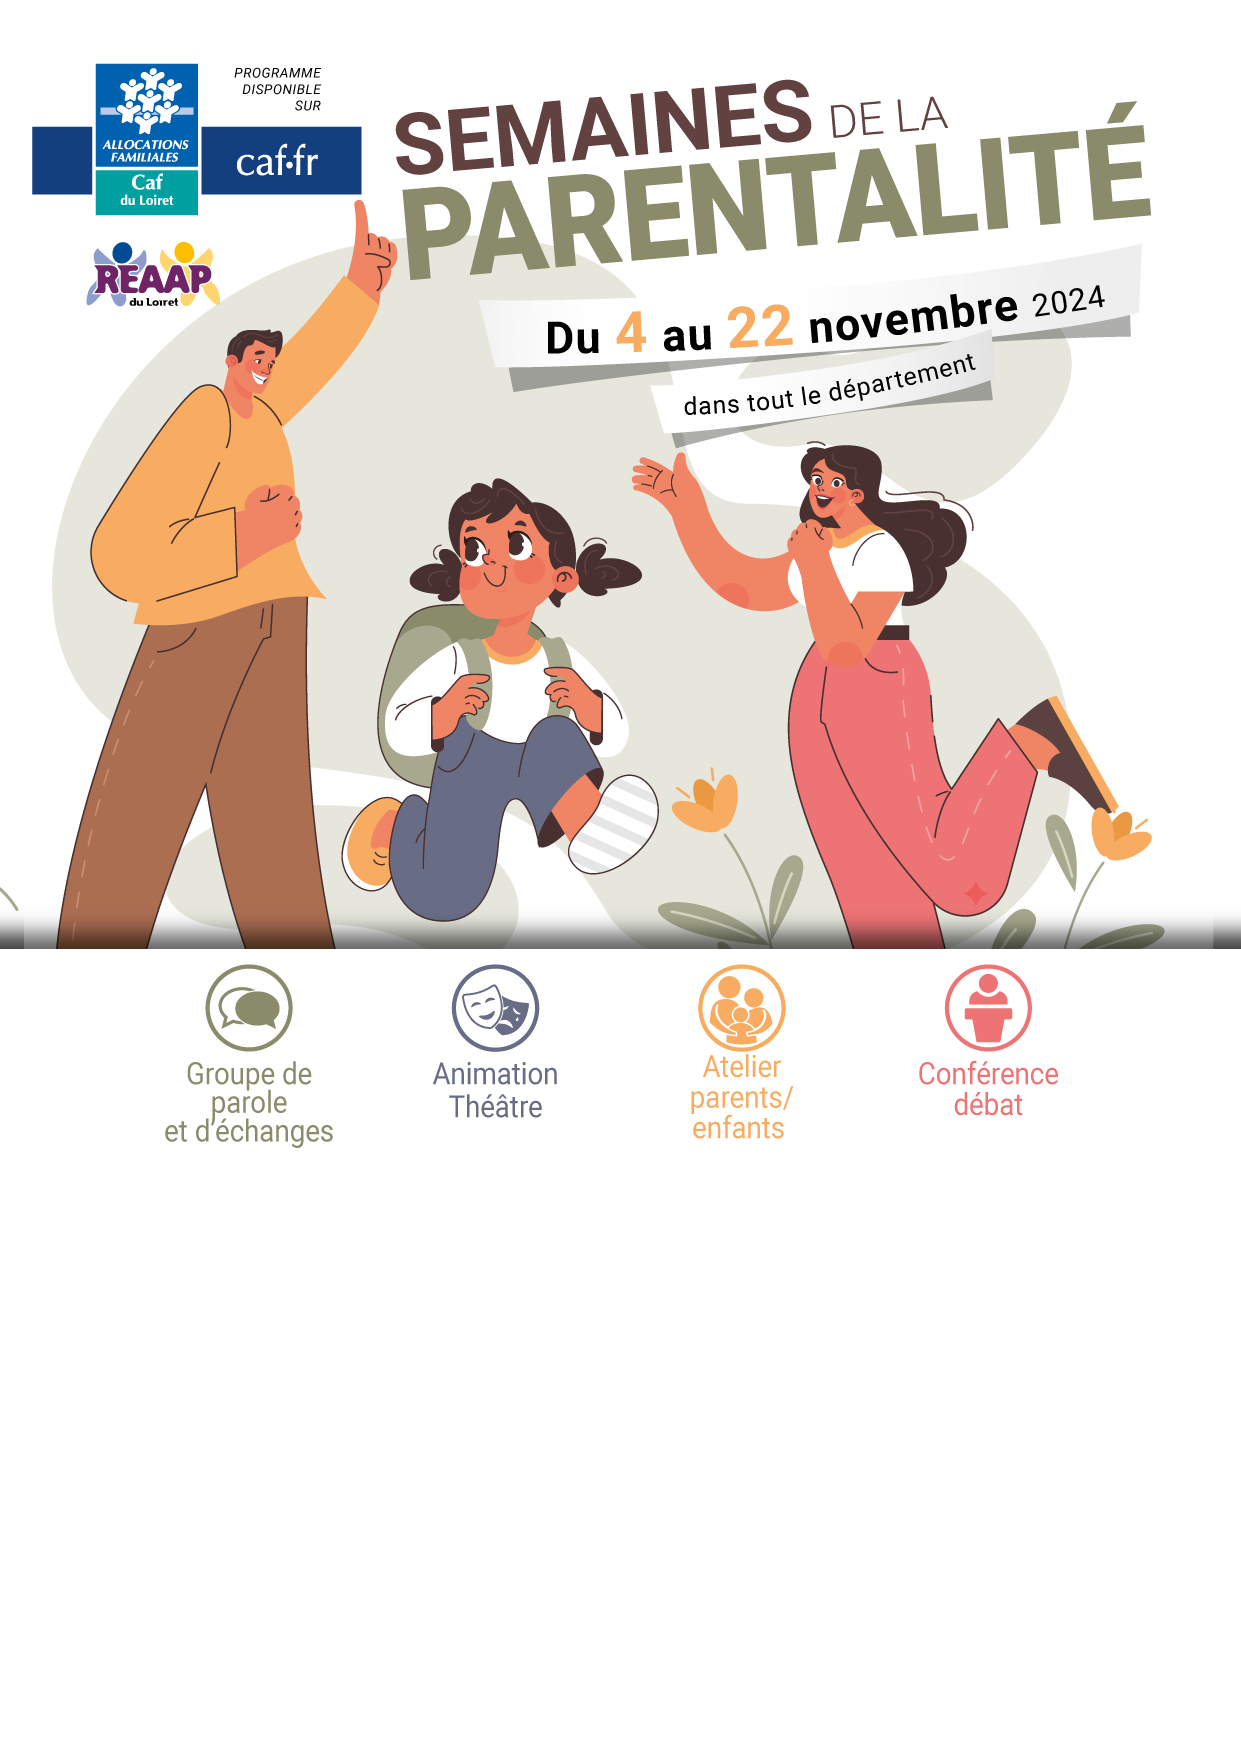 PROGRAMME
DISPONIBLE
SUR
ALLOCATIONS
FAMILIALES
Caf
du Loiret
caf.fr
REAAP
du Loiret
SEMAINES DE LA
PARENTALITÉ
Du 4 au 22 novembre 2024
dans tout le département
Groupe de
parole
et d'échanges
Animation
Théâtre
Atelier
parents/
enfants
Conférence
débat